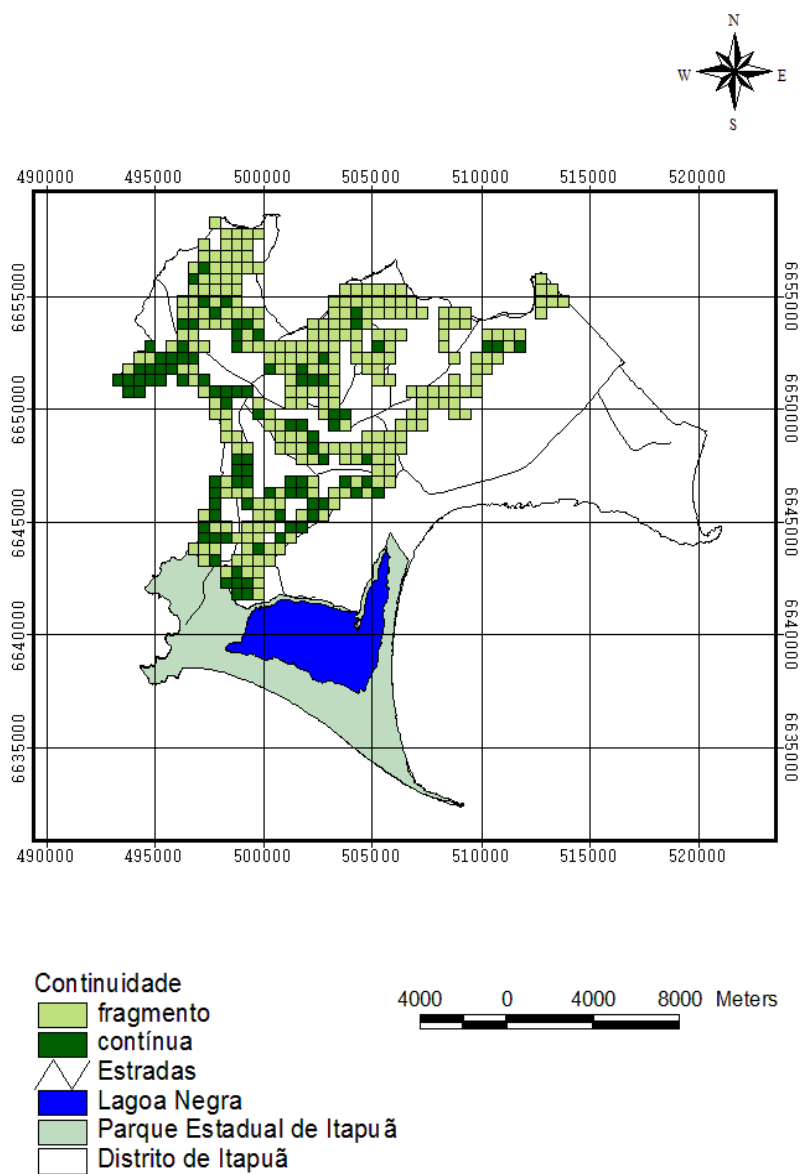 N
W E
S
490000 495000 500000 505000 510000 515000 520000
6655000 6655000
6650000 6650000
6645000 6645000
6640000 6640000
6635000 6635000
490000 495000 500000 505000 510000 515000 520000
Continuidade
4000 0 4000 8000 Meters
fragmento
contínua
Estradas
Lagoa Negra
Parque Estadual de Itapuã
Distrito de Itapuã